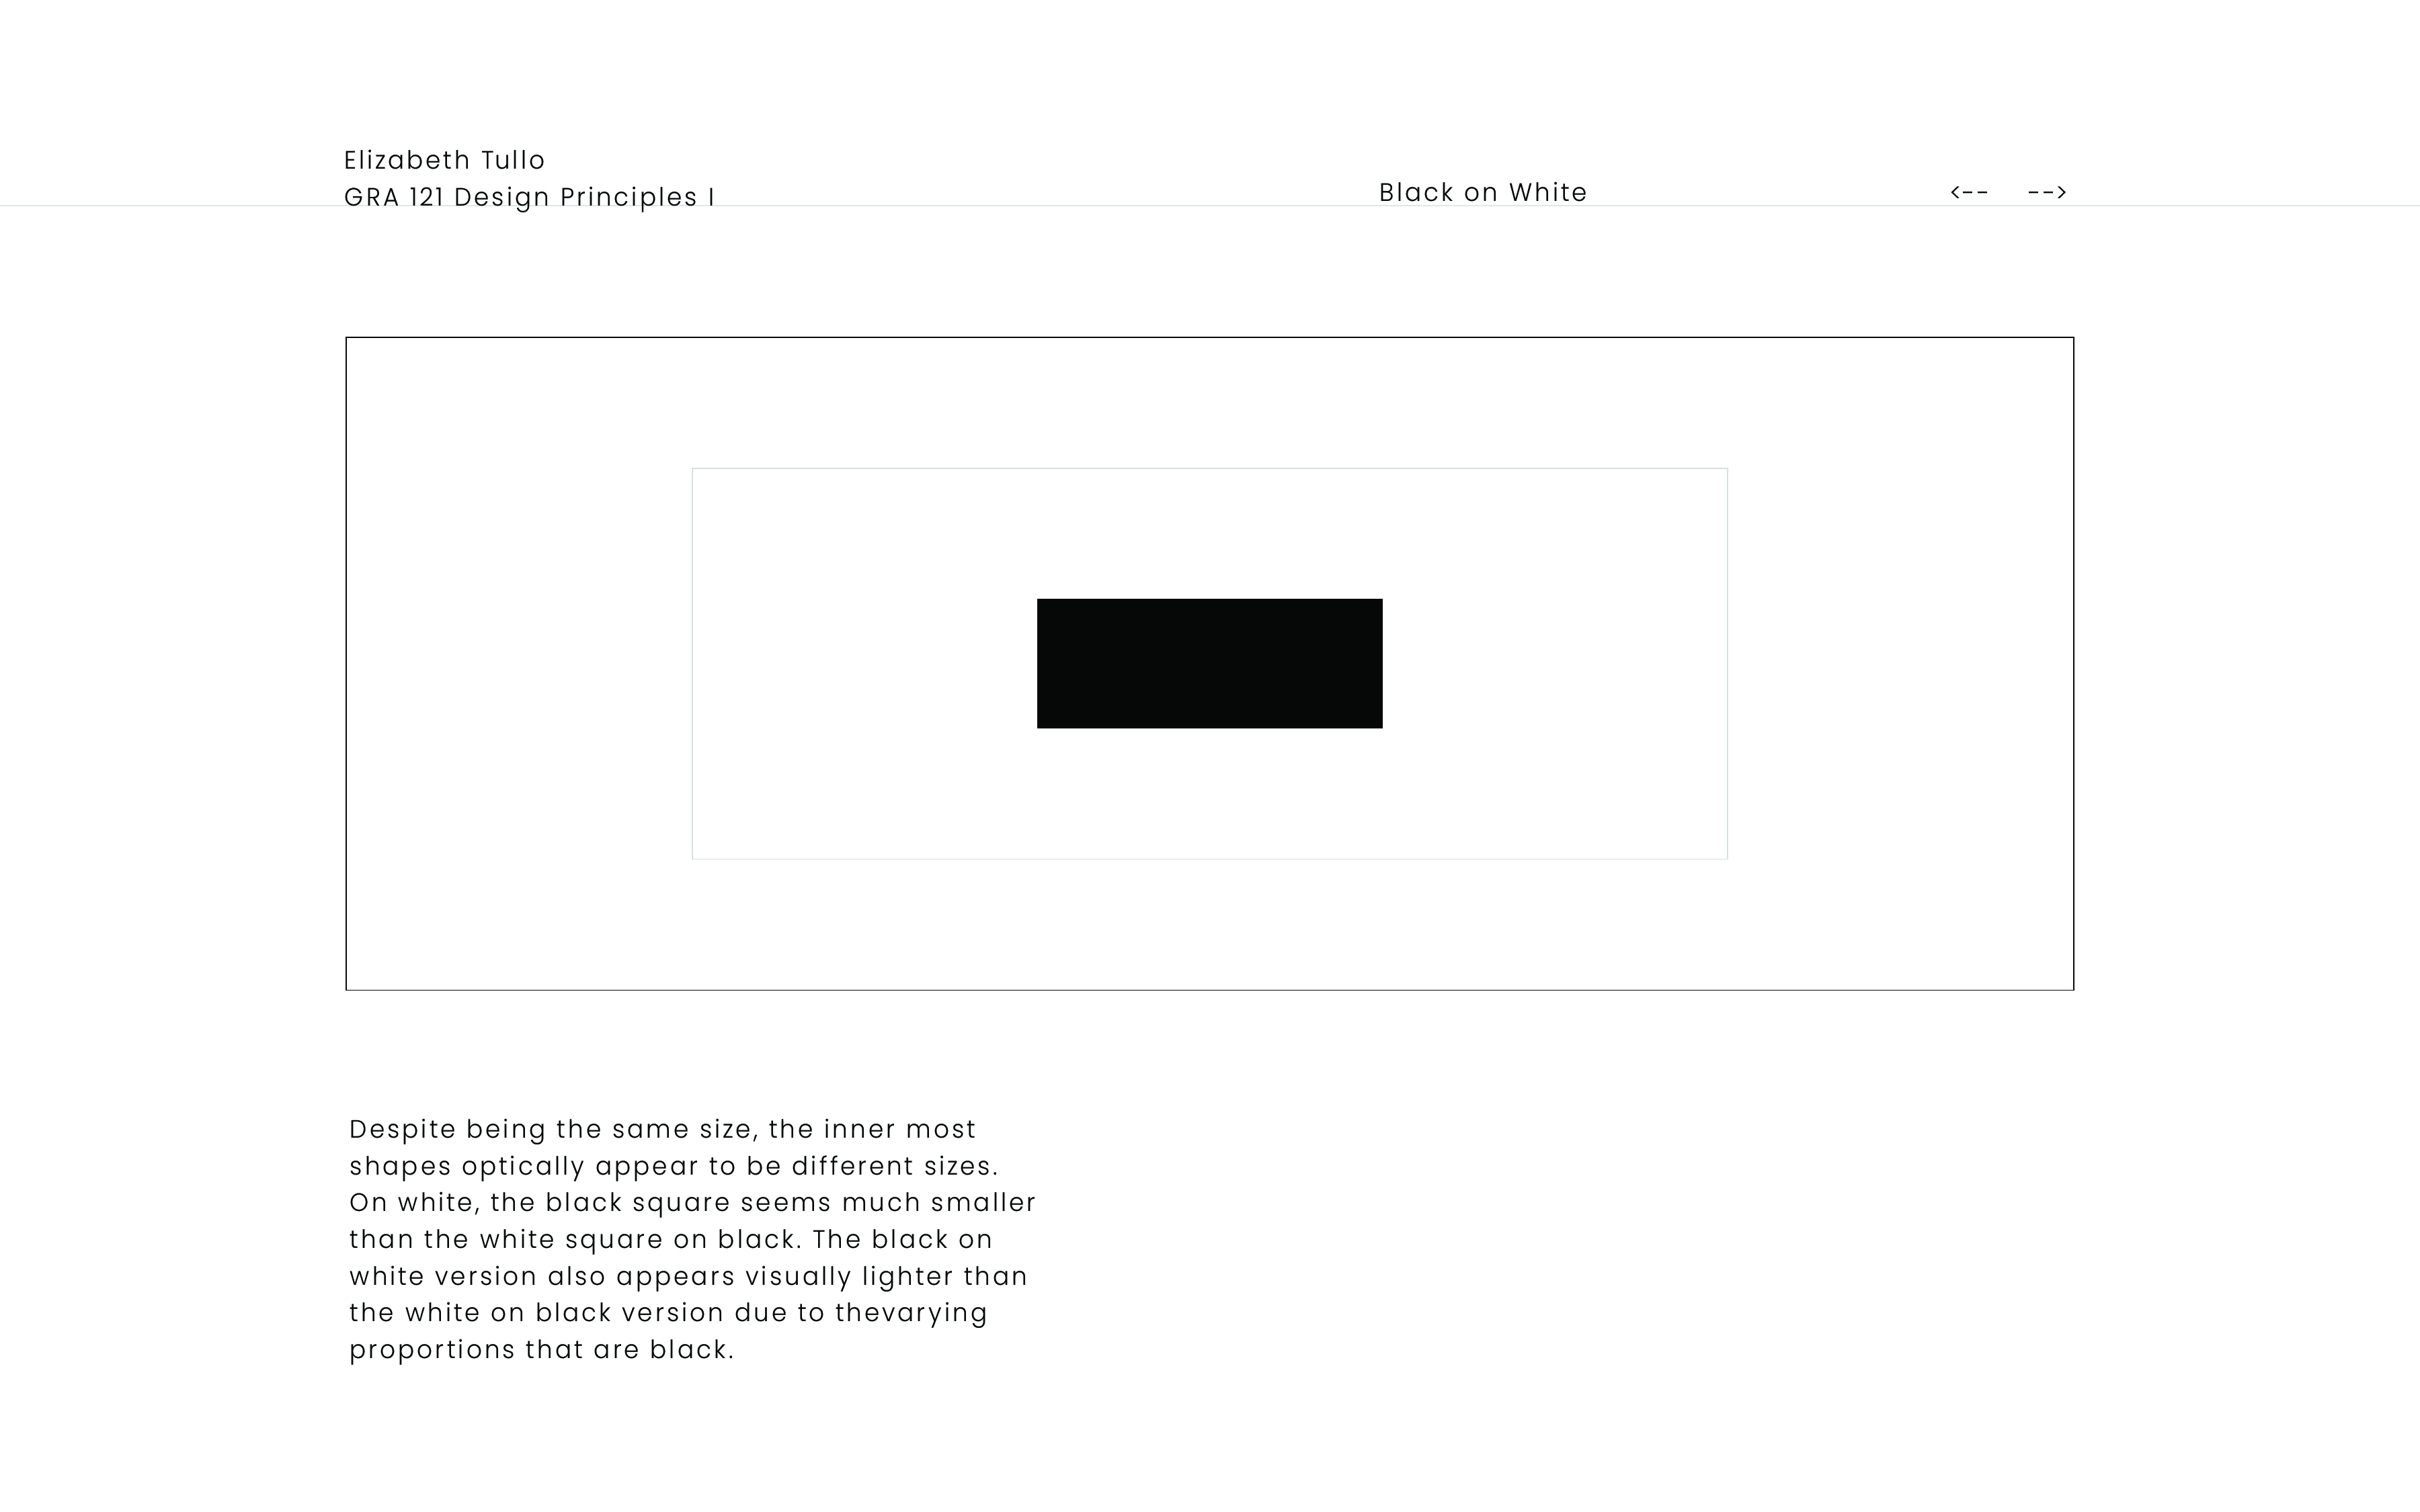 Elizabeth Tullo
GRA 121 Design Principles I
Black on White
<-- -->
Despite being the same size, the inner most
shapes optically appear to be different sizes.
On white, the black square seems much smaller
than the white square on black. The black on
white version also appears visually lighter than
the white on black version due to thevarying
proportions that are black.